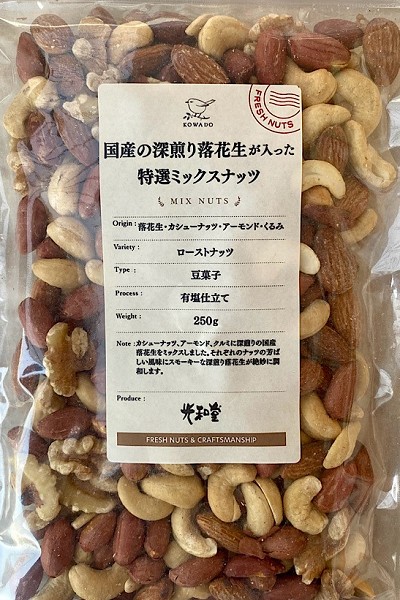 KOWADO
FRESH NUTS
国産の深煎り落花生が入った
特選ミックスナッツ
MIX NUTS
Origin : 落花生・カシューナッツ・アーモンド・くるみ
Variety : ローストナッツ
Type : 豆菓子
Process : 有塩仕立て
Weight : 250g
Note : カシューナッツ、アーモンド、クルミに深煎りの国産
落花生をミックスしました。それぞれのナッツの芳ば
しい風味にスモーキーな深煎り落花生が絶妙に調
和します。
Produce : 光和堂
FRESH NUTS & CRAFTSMANSHIP